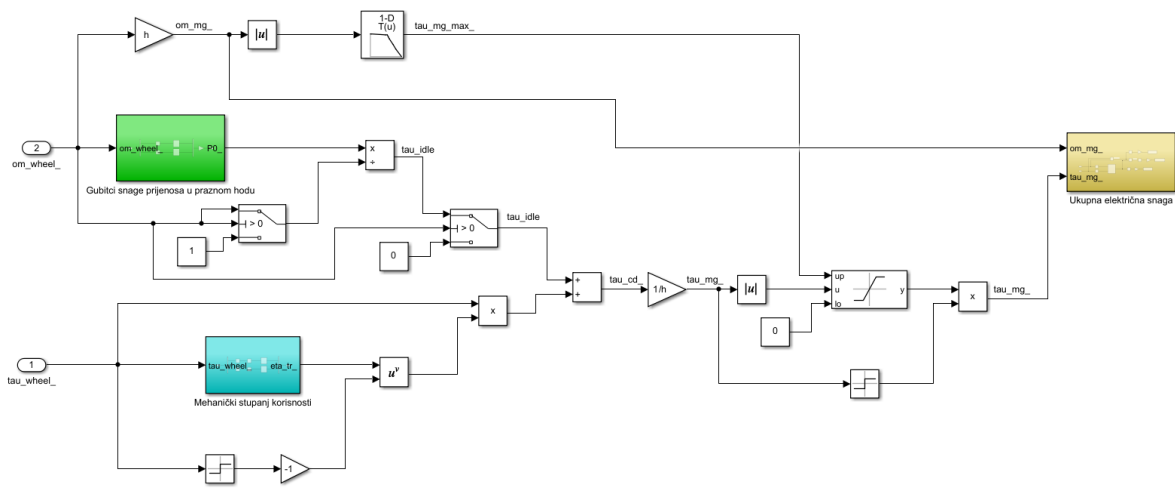 om_mg_
h
|u|
1-D
T(u)
tau_mg_max_
2
om_wheel_
om_wheel_
P0_
Gubitci snage prijenosa u praznom hodu
x
÷
tau_idle
om_mg_
tau_mg_
Ukupna električna snaga
> 0
1
> 0
tau_idle
0
+
+
tau_cd_
1/h
tau_mg_
|u|
up
u
lo
y
0
x
tau_mg_
x
1
tau_wheel_
tau_wheel_
eta_tr_
Mehanički stupanj korisnosti
uᵛ
-1